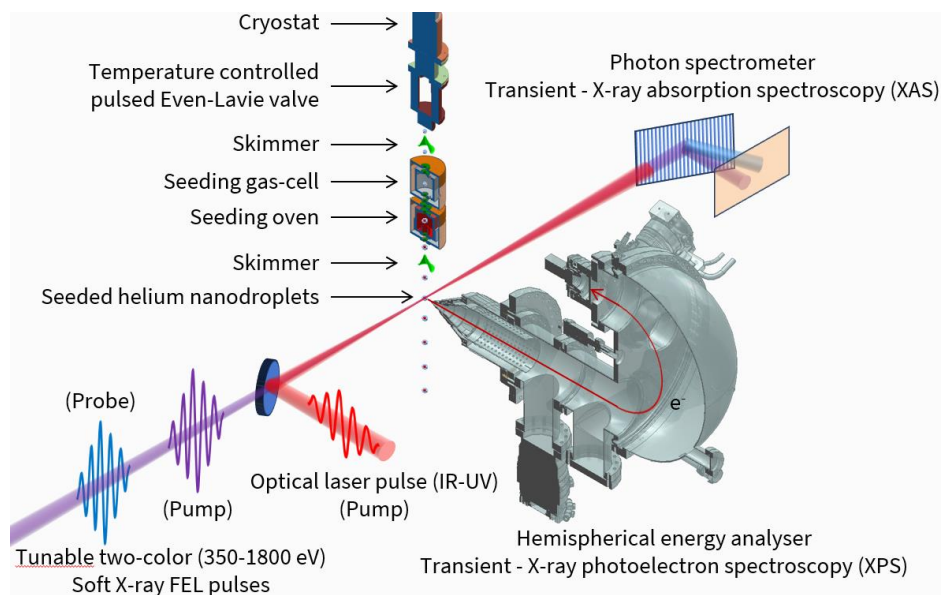 Cryostat
Temperature controlled
pulsed Even-Lavie valve
Skimmer
Seeding gas-cell
Seeding oven
Skimmer
Seeded helium nanodroplets
Photon spectrometer
Transient - X-ray absorption spectroscopy (XAS)
(Probe)
(Pump)
Optical laser pulse (IR-UV)
(Pump)
e-
Tunable two-color (350-1800 eV)
Soft X-ray FEL pulses
Hemispherical energy analyser
Transient - X-ray photoelectron spectroscopy (XPS)